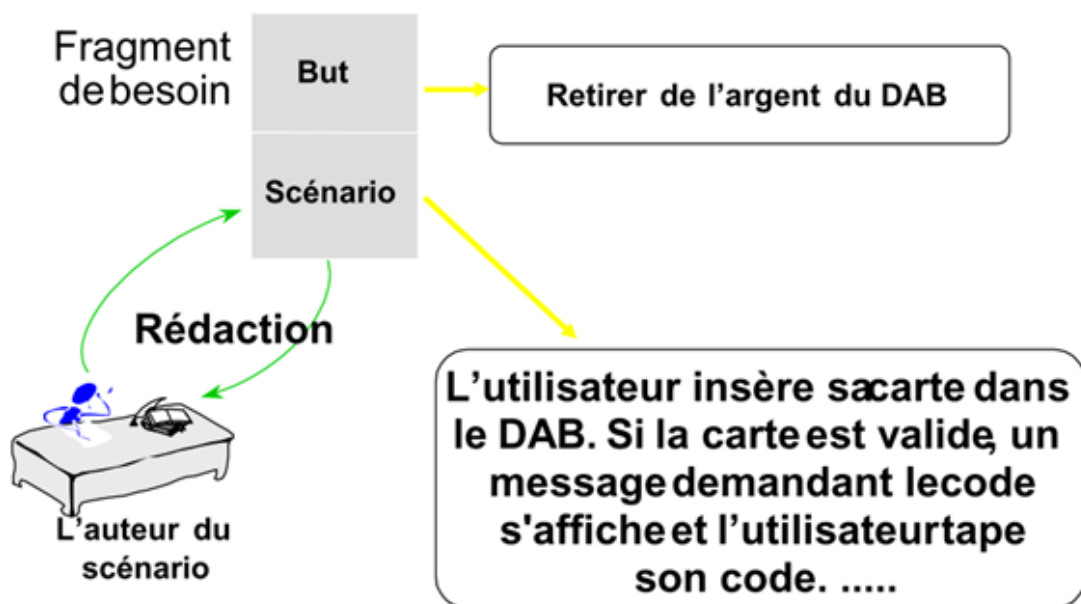 Fragment
de besoin
But
Retirer de l'argent du DAB
Scénario
Rédaction
L'auteur du
scénario
L'utilisateur insère sa carte dans
le DAB. Si la carte est valide, un
message demandant le code
s'affiche et l'utilisateur tape
son code. .....